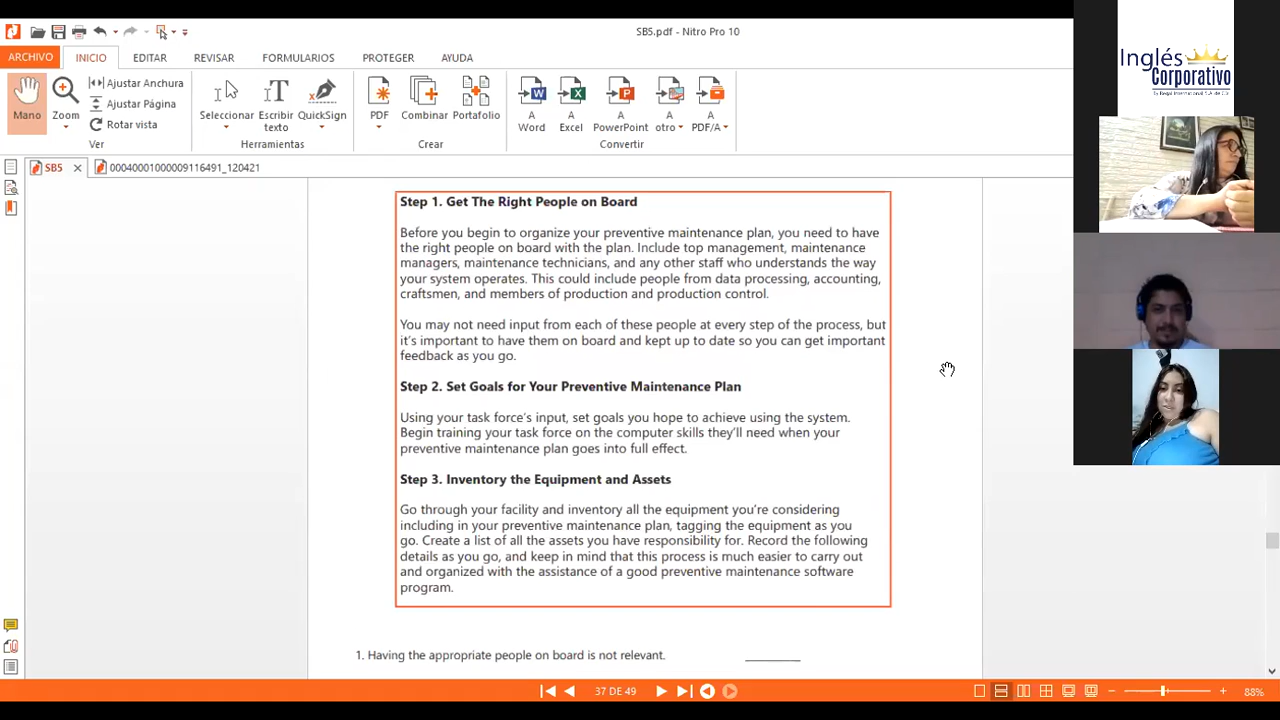 SB5.pdf - Nitro Pro 10
ARCHIVO INICIO EDITAR REVISAR FORMULARIOS PROTEGER AYUDA
Mano
Zoom
Ajustar Anchura
Ajustar Página
Rotar vista
Ver
Seleccionar
Escribir texto
QuickSign
Herramientas
PDF
Combinar
Portafolio
Crear
A Word
A Excel
A PowerPoint
A otro
A PDF/A
Convertir
SB5
00040001000009116491_120421
Step 1. Get The Right People on Board
Before you begin to organize your preventive maintenance plan, you need to have
the right people on board with the plan. Include top management, maintenance
managers, maintenance technicians, and any other staff who understands the way
your system operates. This could include people from data processing, accounting,
craftsmen, and members of production and production control.
You may not need input from each of these people at every step of the process, but
it's important to have them on board and kept up to date so you can get important
feedback as you go.
Step 2. Set Goals for Your Preventive Maintenance Plan
Using your task force's input, set goals you hope to achieve using the system.
Begin training your task force on the computer skills they'll need when your
preventive maintenance plan goes into full effect.
Step 3. Inventory the Equipment and Assets
Go through your facility and inventory all the equipment you're considering
including in your preventive maintenance plan, tagging the equipment as you
go. Create a list of all the assets you have responsibility for. Record the following
details as you go, and keep in mind that this process is much easier to carry out
and organized with the assistance of a good preventive maintenance software
program.
1. Having the appropriate people on board is not relevant. ________
37 DE 49
88%
Inglés
Corporativo